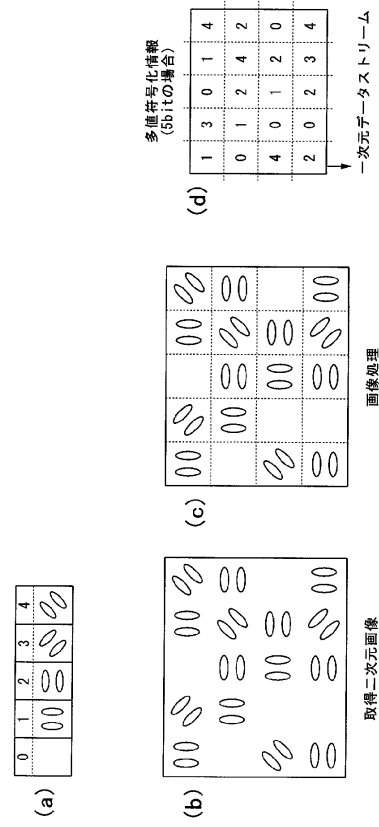 (a)
0 1 2 3 4
(b)
取得二次元画像
(c)
画像処理
(d)
多値符号化情報
(5bitの場合)
1 3 0 1 4
0 1 2 4 2
4 0 1 2 0
2 0 2 3 4
一次元データストリーム